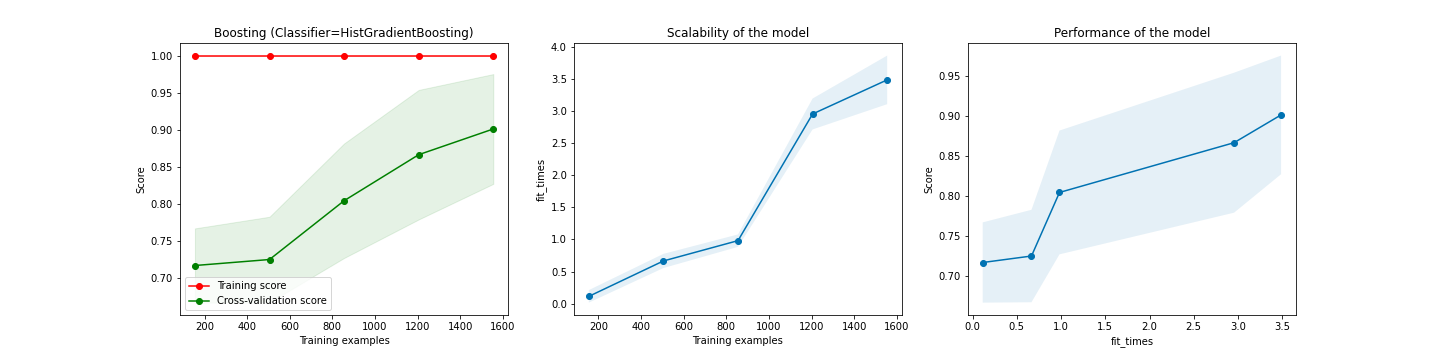 Boosting (Classifier=HistGradientBoosting)
1.00
0.95
0.90
0.85
0.80
0.75
0.70
Score
Training score
Cross-validation score
200 400 600 800 1000 1200 1400 1600
Training examples
Scalability of the model
4.0
3.5
3.0
2.5
2.0
1.5
1.0
0.5
0.0
fit_times
200 400 600 800 1000 1200 1400 1600
Training examples
Performance of the model
0.95
0.90
0.85
0.80
0.75
0.70
Score
0.0 0.5 1.0 1.5 2.0 2.5 3.0 3.5
fit_times